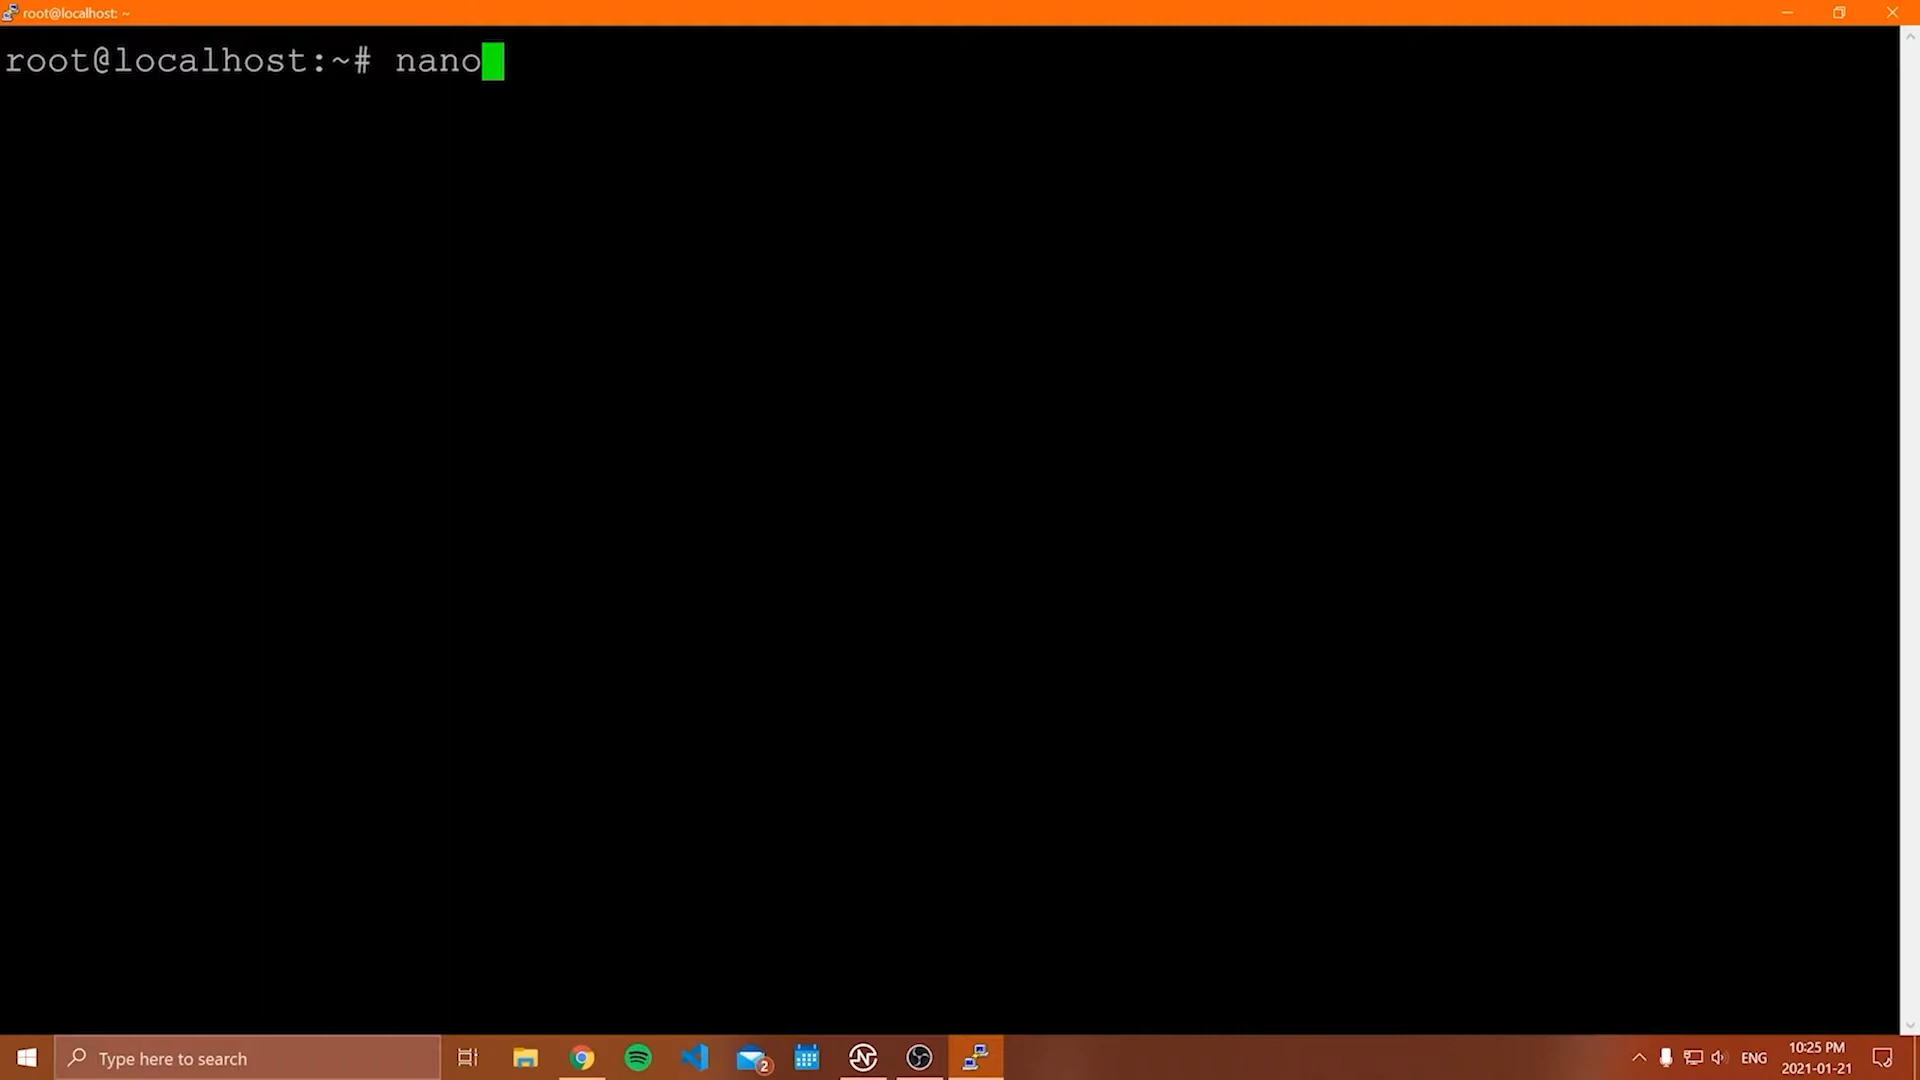 root@localhost: ~
root@localhost:~# nano
Type here to search
2
ENG
10:25 PM
2021-01-21